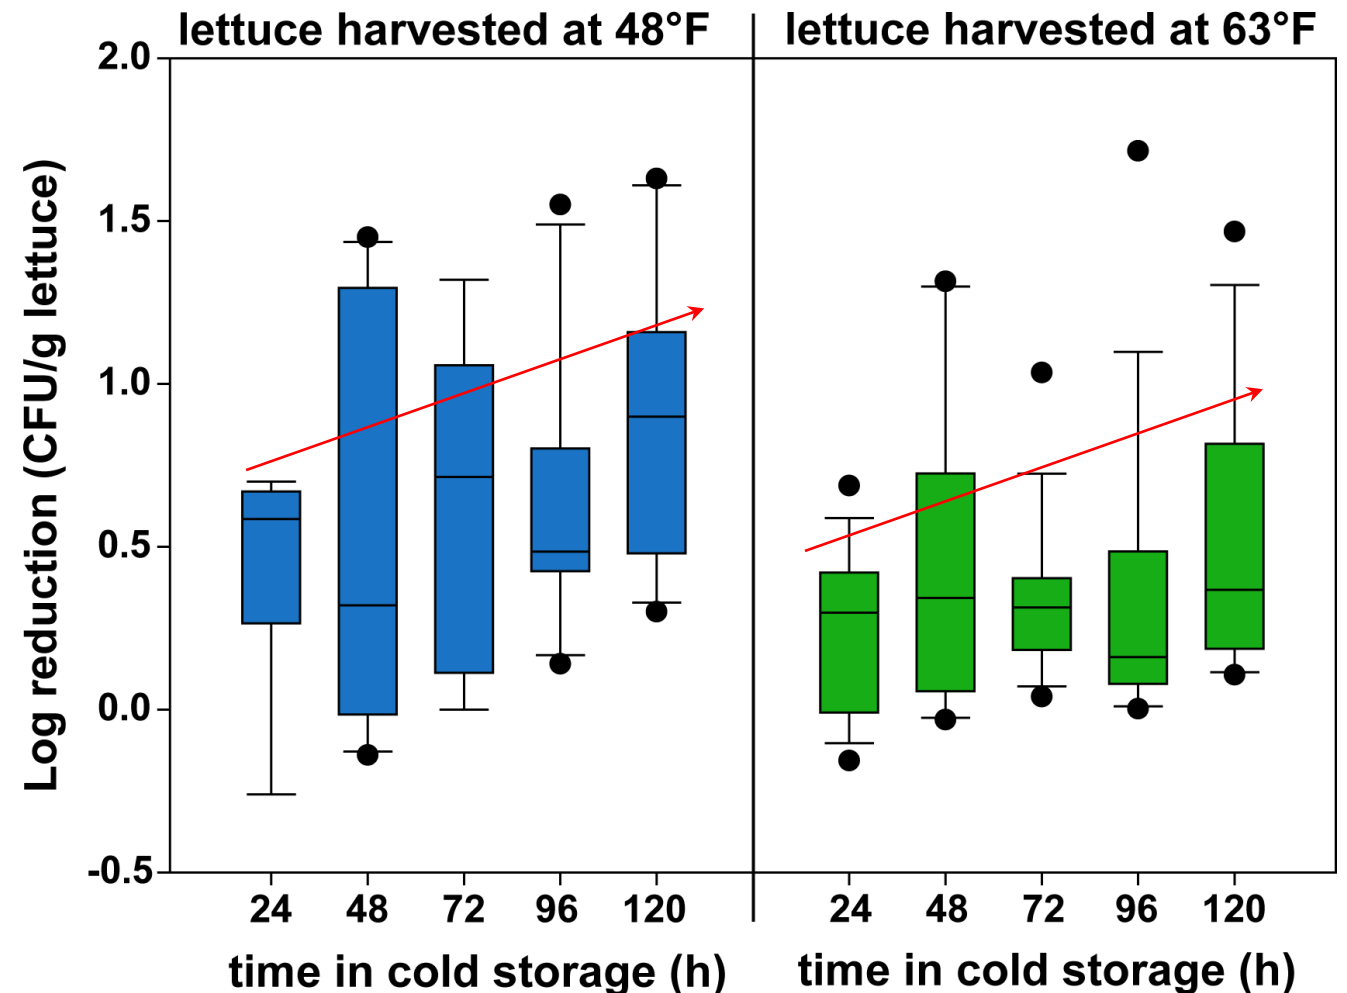 lettuce harvested at 48°F
lettuce harvested at 63°F
Log reduction (CFU/g lettuce)
2.0
1.5
1.0
0.5
0.0
-0.5
24 48 72 96 120
24 48 72 96 120
time in cold storage (h)
time in cold storage (h)